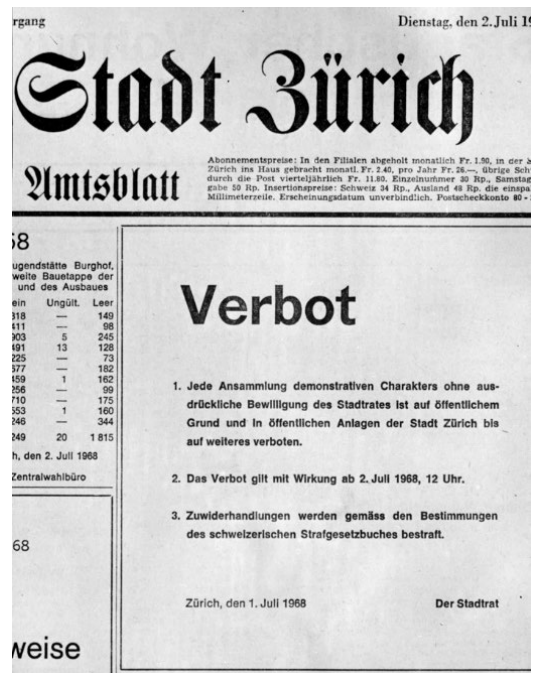 rgang
Dienstag, den 2. Juli 19
Stadt Zürich
Amtsblatt
Abonnementspreise: In den Filialen abgeholt monatlich Fr. 1.90, in der
Zürich ins Haus gebracht monatl. Fr. 2.40, pro Jahr Fr. 26.—, übrige
durch die Post vierteljährlich Fr. 11.80. Einzelnummer 20 Rp., Samstag
gabe 50 Rp. Insertionspreise: Schweiz 34 Rp., Ausland 48 Rp. die einspa
Millimeterzeile. Erscheinungsdatum unverbindlich. Postscheckkonto 80 -
68
ugendstätte Burghof,
weite Bauetappe der
und des Ausbaues
ein Ungült. Leer
318 — 149
411 — 98
903 5 245
491 13 128
225 — 73
577 — 182
459 1 162
256 — 99
710 — 175
553 1 160
246 — 344
249 20 1 815
h, den 2. Juli 1968
Zentralwahlbüro
68
weise
Verbot
1. Jede Ansammlung demonstrativen Charakters ohne aus-
drückliche Bewilligung des Stadtrates ist auf öffentlichem
Grund und in öffentlichen Anlagen der Stadt Zürich bis
auf weiteres verboten.
2. Das Verbot gilt mit Wirkung ab 2. Juli 1968, 12 Uhr.
3. Zuwiderhandlungen werden gemäss den Bestimmungen
des schweizerischen Strafgesetzbuches bestraft.
Zürich, den 1. Juli 1968 Der Stadtrat